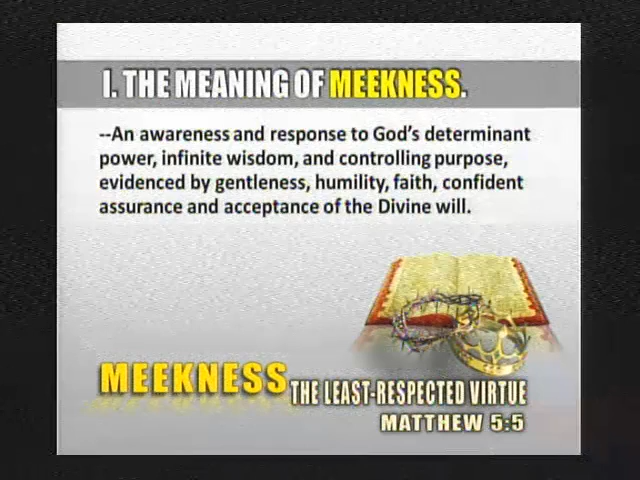 I. THE MEANING OF MEEKNESS.
--An awareness and response to God's determinant
power, infinite wisdom, and controlling purpose,
evidenced by gentleness, humility, faith, confident
assurance and acceptance of the Divine will.
MEEKNESS THE LEAST-RESPECTED VIRTUE
MATTHEW 5:5